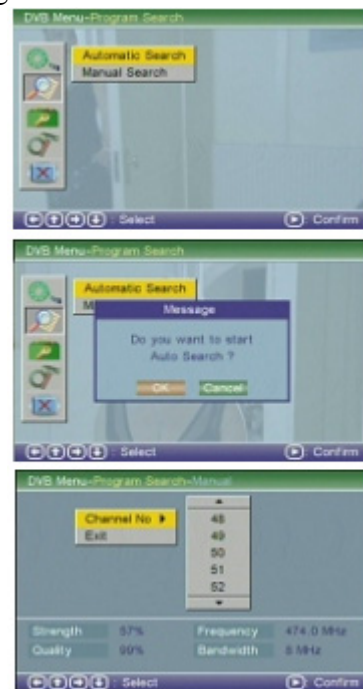 DVB Menu-Program Search
Automatic Search
Manual Search
: Select
Confirm
DVB Menu-Program Search
Automatic Search
M
Message
Do you want to start
Auto Search ?
OK
Cancel
: Select
Confirm
DVB Menu-Program Search-Manual
Channel No
Exit
48
49
50
51
52
Strength 57% Frequency 474.0 MHz
Quality 99% Bandwidth 8 MHz
: Select
Confirm